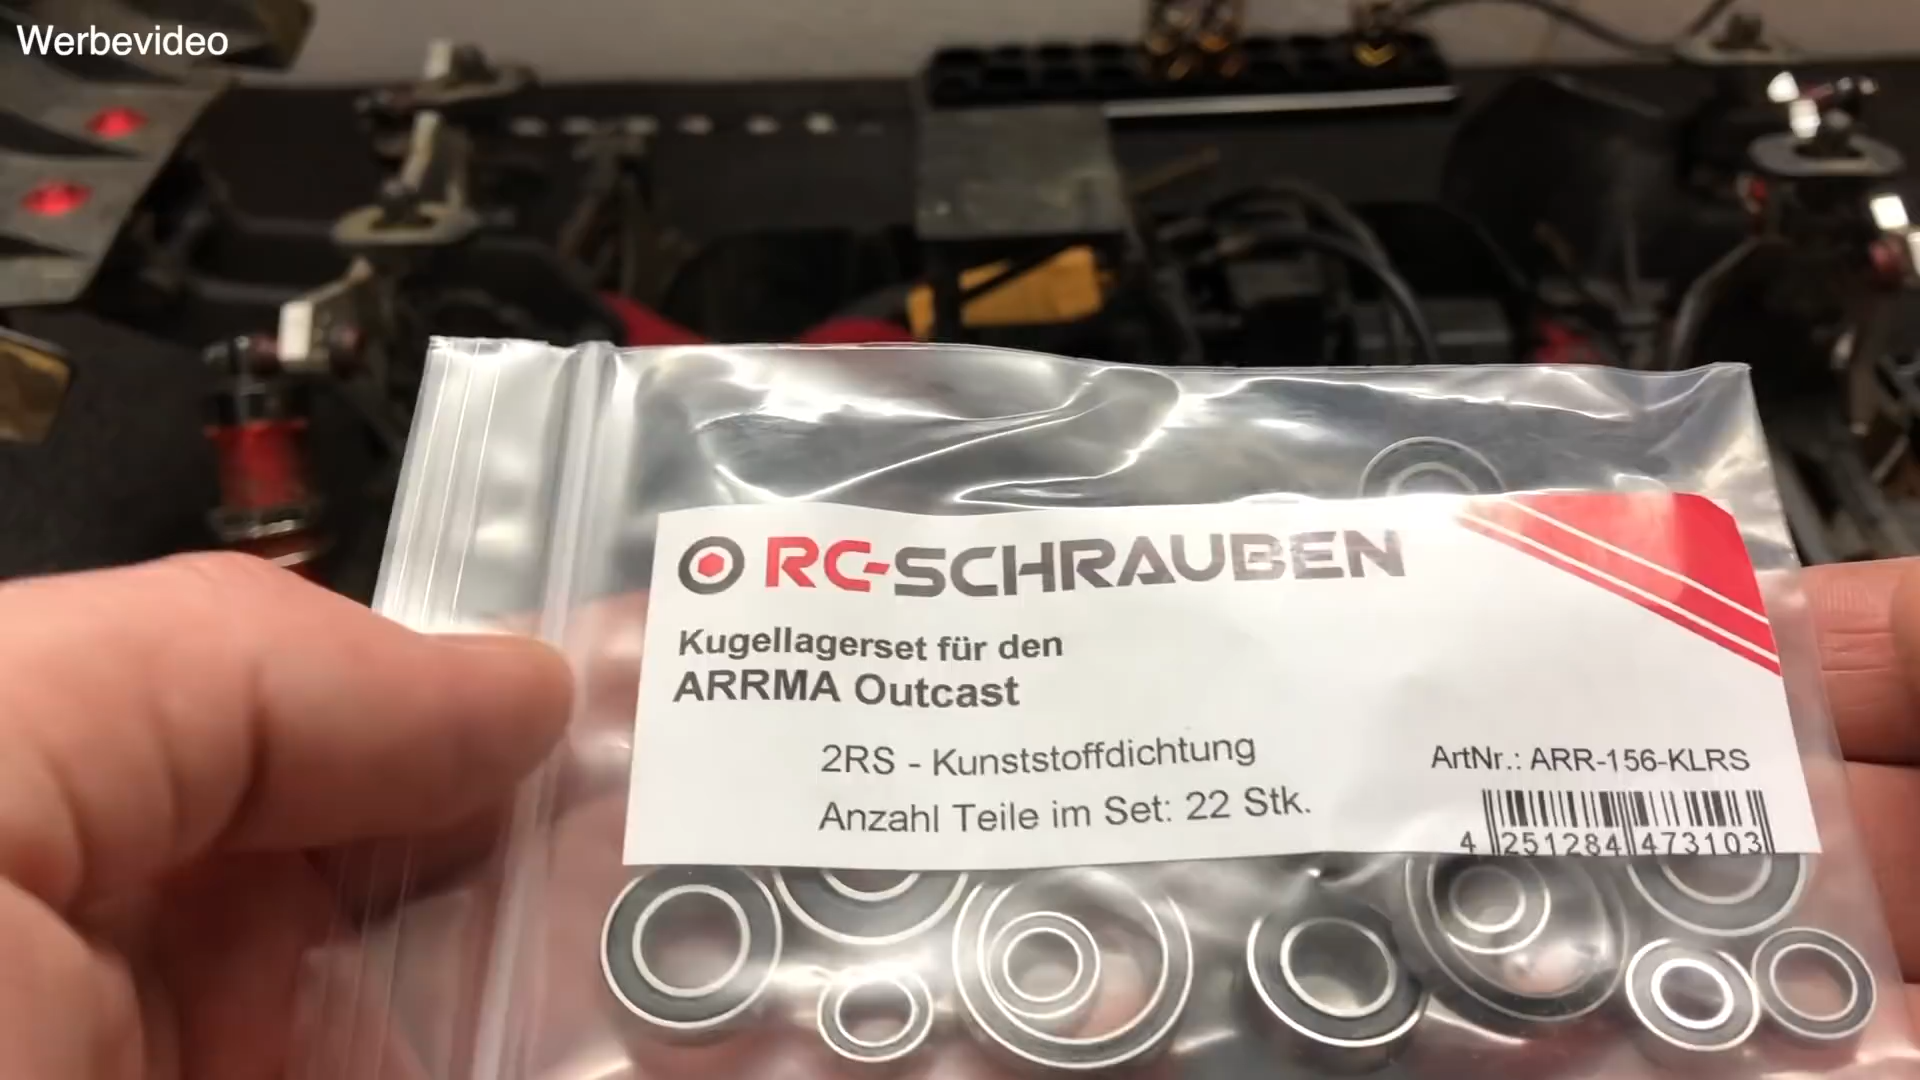 Werbevideo
RC-SCHRAUBEN
Kugellagerset für den
ARRMA Outcast
2RS - Kunststoffdichtung
Anzahl Teile im Set: 22 Stk.
ArtNr.: ARR-156-KLRS
4 251284 473103